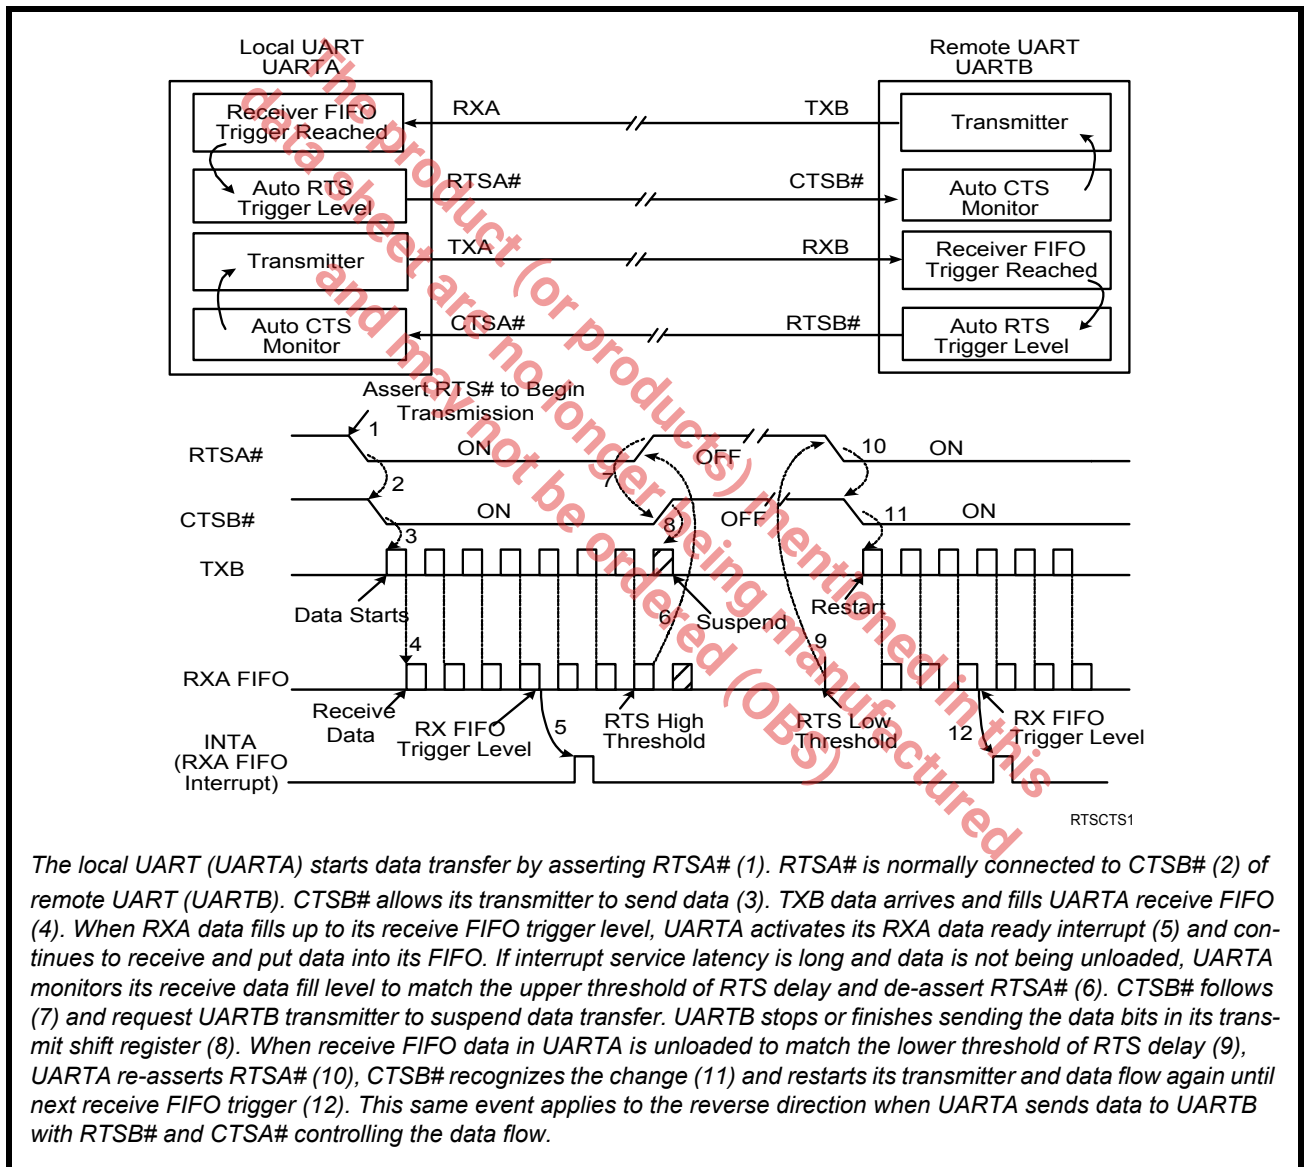 Local UART
UARTA
Remote UART
UARTB
Receiver FIFO
Trigger Reached
RXA
TXB
Transmitter
Auto RTS
Trigger Level
RTSA#
CTSB#
Auto CTS
Monitor
Transmitter
TXA
RXB
Receiver FIFO
Trigger Reached
Auto CTS
Monitor
CTSA#
RTSB#
Auto RTS
Trigger Level
Assert RTS# to Begin
Transmission
RTSA#
1
ON
7
OFF
10
ON
2
CTSB#
3
ON
8
OFF
11
ON
TXB
Data Starts
6
Suspend
Restart
4
9
RXA FIFO
Receive
Data
RX FIFO
Trigger Level
5
RTS High
Threshold
RTS Low
Threshold
12
RX FIFO
Trigger Level
INTA
(RXA FIFO
Interrupt)
RTSCTS1
The product (or products) mentioned in this
data sheet are no longer being manufactured
and may not be ordered (OBS)
The local UART (UARTA) starts data transfer by asserting RTSA# (1). RTSA# is normally connected to CTSB# (2) of
remote UART (UARTB). CTSB# allows its transmitter to send data (3). TXB data arrives and fills UARTA receive FIFO
(4). When RXA data fills up to its receive FIFO trigger level, UARTA activates its RXA data ready interrupt (5) and con-
tinues to receive and put data into its FIFO. If interrupt service latency is long and data is not being unloaded, UARTA
monitors its receive data fill level to match the upper threshold of RTS delay and de-assert RTSA# (6). CTSB# follows
(7) and request UARTB transmitter to suspend data transfer. UARTB stops or finishes sending the data bits in its trans-
mit shift register (8). When receive FIFO data in UARTA is unloaded to match the lower threshold of RTS delay (9),
UARTA re-asserts RTSA# (10), CTSB# recognizes the change (11) and restarts its transmitter and data flow again until
next receive FIFO trigger (12). This same event applies to the reverse direction when UARTA sends data to UARTB
with RTSB# and CTSA# controlling the data flow.